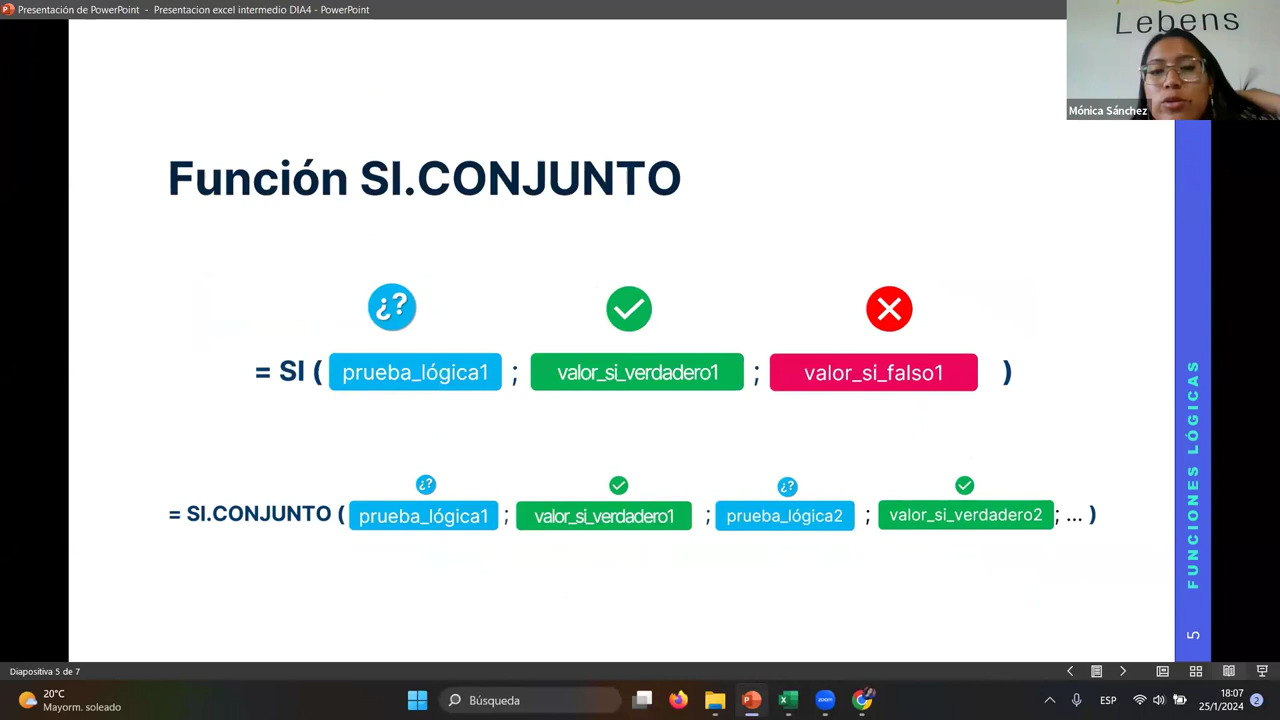 Presentación de PowerPoint - Presentacion excel intermedio DIA4 - PowerPoint
Lebens
Mónica Sánchez
Función SI.CONJUNTO
¿?
= SI ( prueba_lógica1 ; valor_si_verdadero1 ; valor_si_falso1 )
¿? ¿?
= SI.CONJUNTO ( prueba_lógica1 ; valor_si_verdadero1 ; prueba_lógica2 ; valor_si_verdadero2 ; ... )
FUNCIONES LÓGICAS
5
Diapositiva 5 de 7
20°C
Mayorm. soleado
Búsqueda
zoom
ESP
18:07
25/1/2024
2